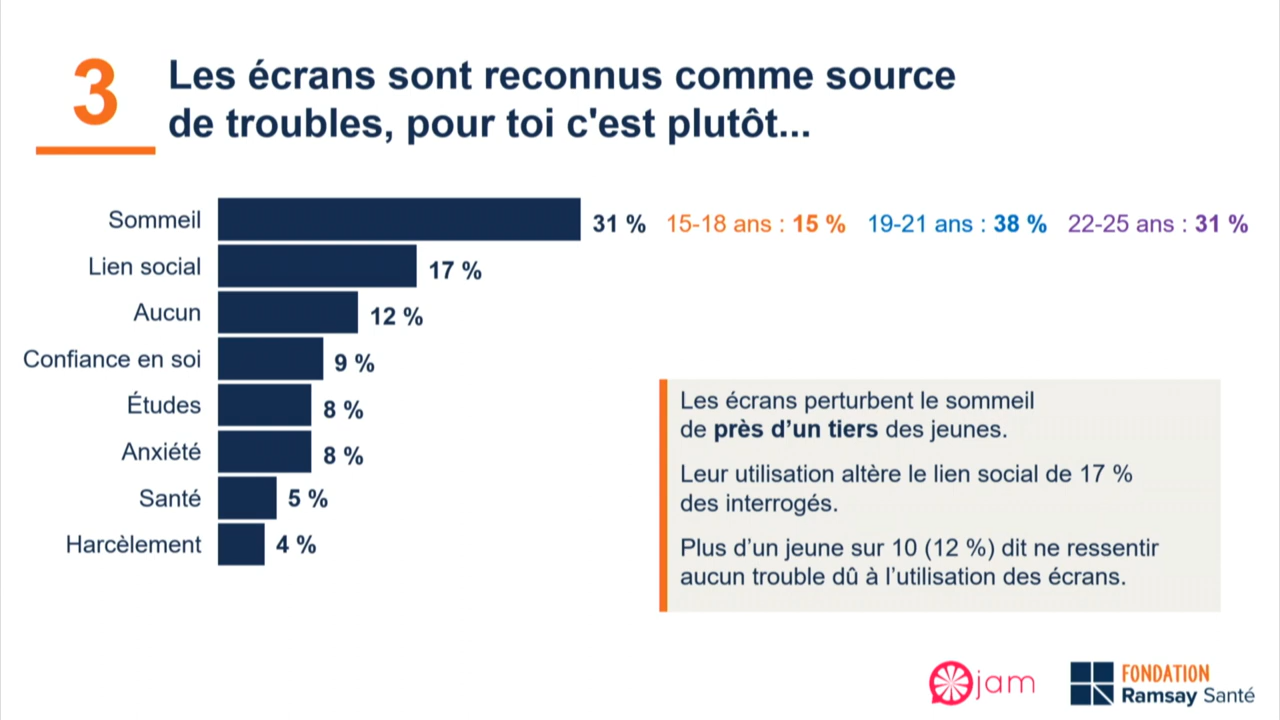 3
Les écrans sont reconnus comme source
de troubles, pour toi c'est plutôt...
Sommeil 31 % 15-18 ans : 15 % 19-21 ans : 38 % 22-25 ans : 31 %
Lien social 17 %
Aucun 12 %
Confiance en soi 9 %
Études 8 %
Anxiété 8 %
Santé 5 %
Harcèlement 4 %
Les écrans perturbent le sommeil
de près d’un tiers des jeunes.
Leur utilisation altère le lien social de 17 %
des interrogés.
Plus d’un jeune sur 10 (12 %) dit ne ressentir
aucun trouble dû à l’utilisation des écrans.
jam
FONDATION
Ramsay Santé